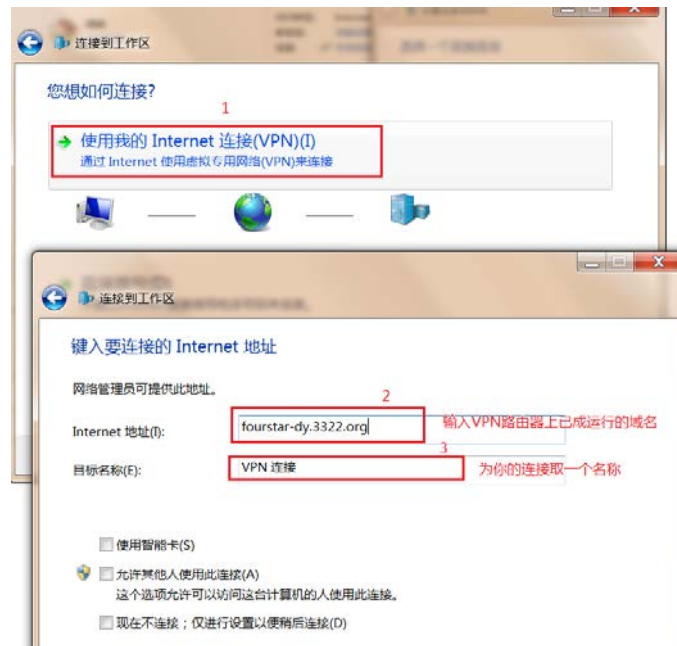 连接到工作区
您想如何连接?
1
使用我的 Internet 连接(VPN)(I)
通过 Internet 使用虚拟专用网络(VPN)来连接
连接到工作区
键入要连接的 Internet 地址
网络管理员可提供此地址。
2
Internet 地址(I): fourstar-dy.3322.org 输入VPN路由器上已成运行的域名
3
目标名称(E): VPN 连接 为你的连接取一个名称
使用智能卡(S)
允许其他人使用此连接(A)
这个选项允许可以访问这台计算机的人使用此连接。
现在不连接；仅进行设置以便稍后连接(D)